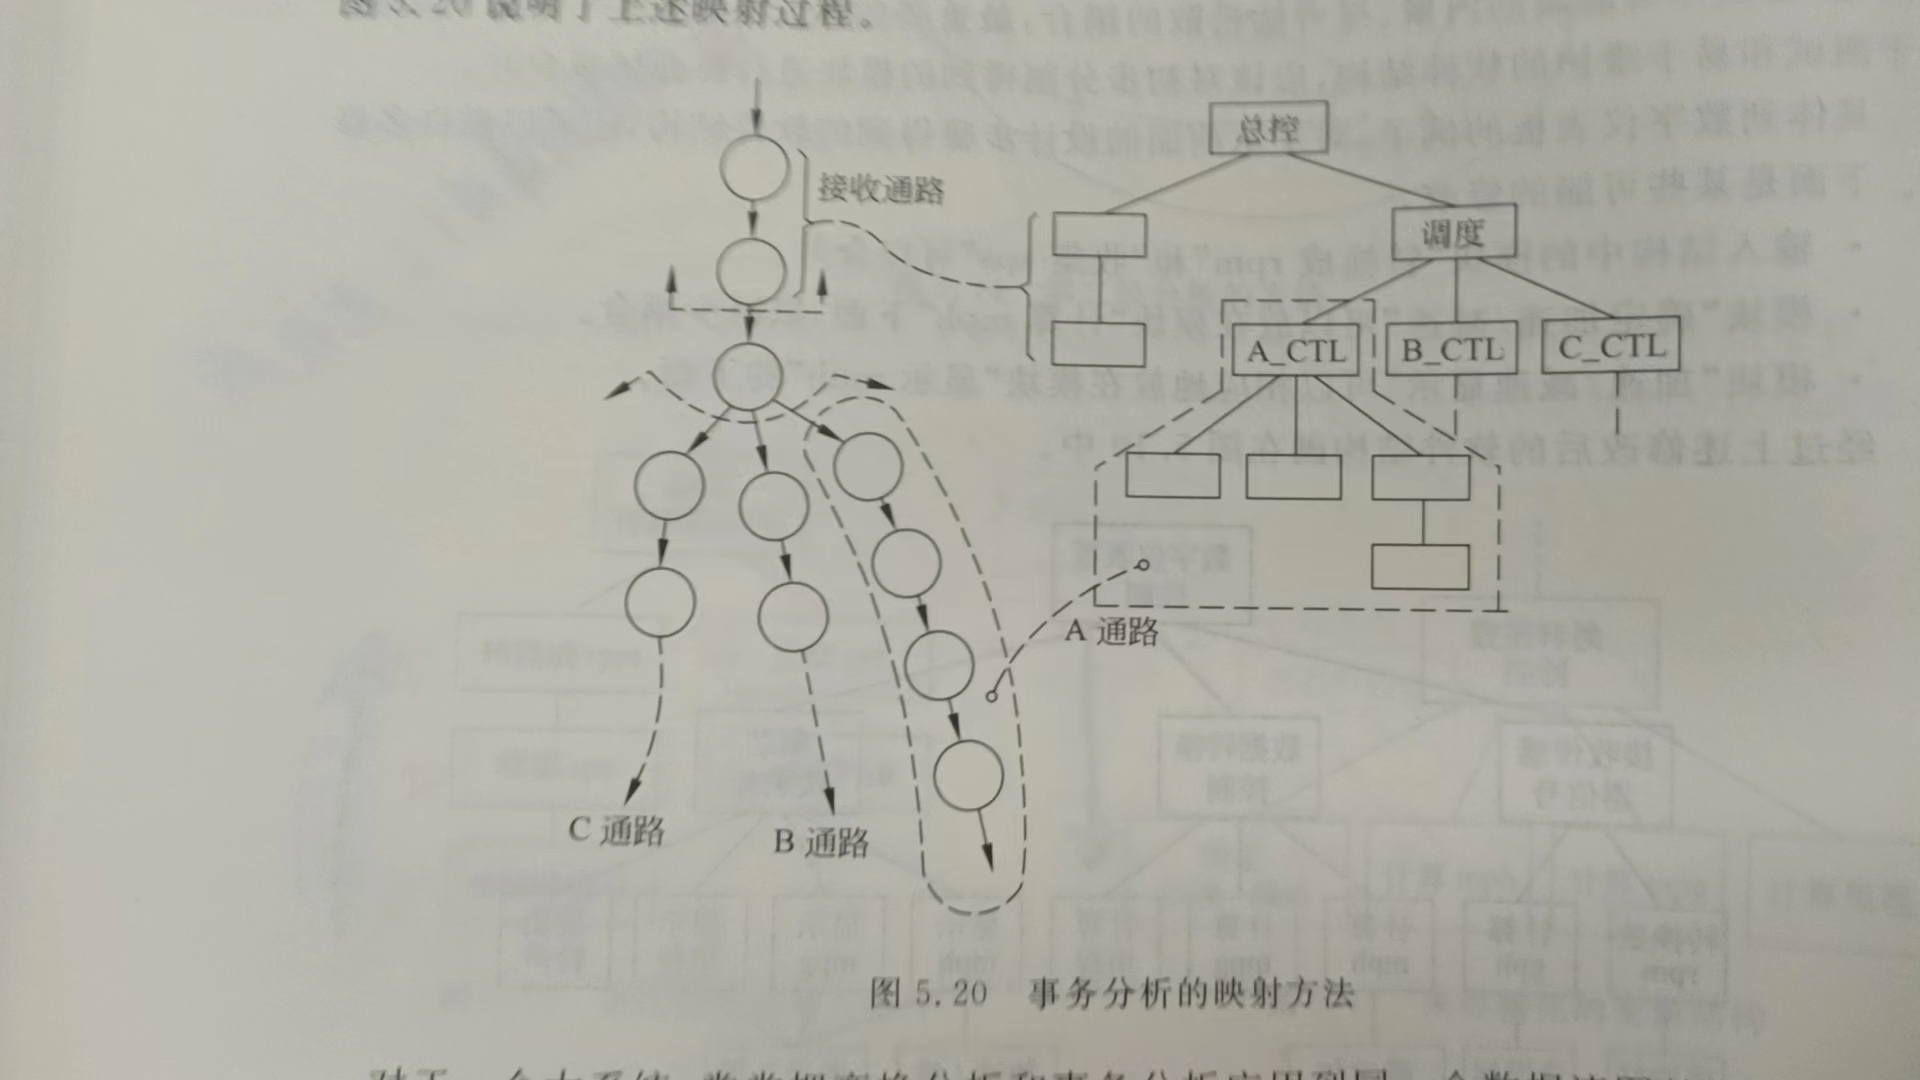 图 5.20 说明了上述映射过程。
总控
接收通路
调度
A_CTL
B_CTL
C_CTL
A 通路
C 通路
B 通路
图 5.20 事务分析的映射方法